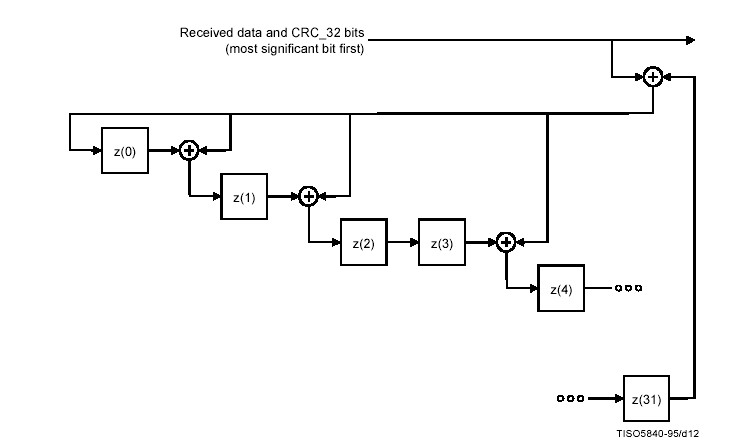 Received data and CRC_32 bits
(most significant bit first)
z(0)
z(1)
z(2)
z(3)
z(4)
z(31)
TISO5840-95/d12